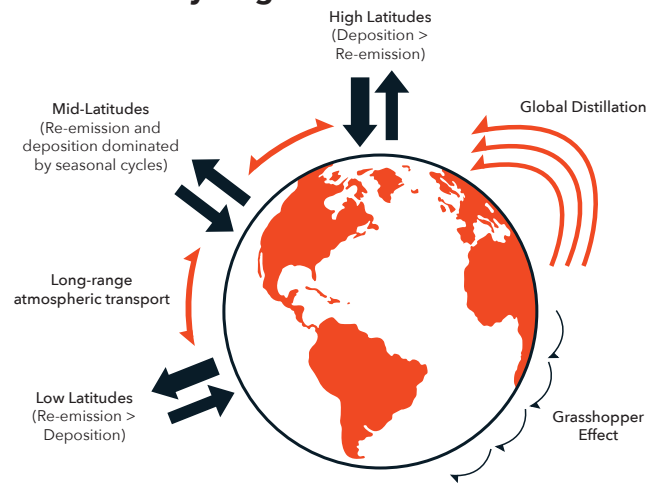 High Latitudes
(Deposition >
Re-emission)
Mid-Latitudes
(Re-emission and
deposition dominated
by seasonal cycles)
Global Distillation
Long-range
atmospheric transport
Low Latitudes
(Re-emission >
Deposition)
Grasshopper
Effect